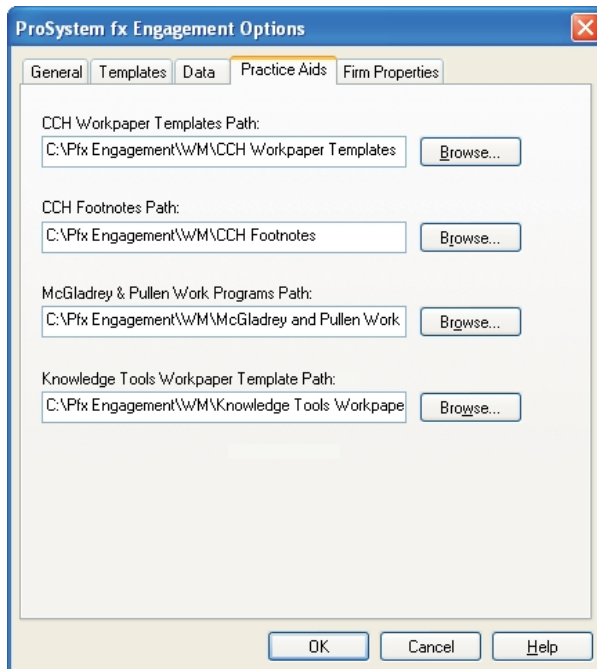 ProSystem fx Engagement Options
General Templates Data Practice Aids Firm Properties
CCH Workpaper Templates Path:
C:\Pfx Engagement\WM\CCH Workpaper Templates Browse...
CCH Footnotes Path:
C:\Pfx Engagement\WM\CCH Footnotes Browse...
McGladrey & Pullen Work Programs Path:
C:\Pfx Engagement\WM\McGladrey and Pullen Work Browse...
Knowledge Tools Workpaper Template Path:
C:\Pfx Engagement\WM\Knowledge Tools Workpape Browse...
OK Cancel Help